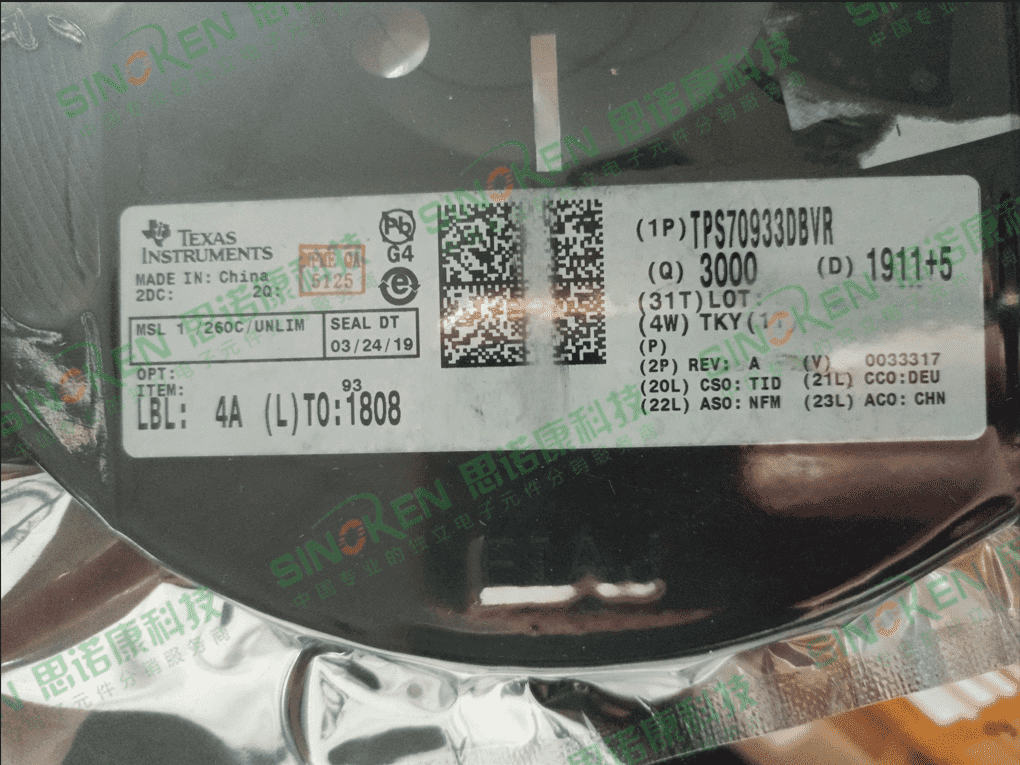 TEXAS
INSTRUMENTS
MADE IN: China
2DC: 2Q:
5125
Pb
G4
e
MSL 1 /260C/UNLIM
SEAL DT
03/24/19
OPT:
ITEM:
93
LBL: 4A (L)TO:1808
(1P)TPS70933DBVR
(Q) 3000 (D) 1911+5
(31T)LOT:
(4W) TKY(1T)
(P)
(2P) REV: A (V) 0033317
(20L) CSO: TID (21L) CCO:DEU
(22L) ASO: NFM (23L) ACO: CHN
SINOKEN 思诺康科技
中国专业的独立电子元件分销服务商